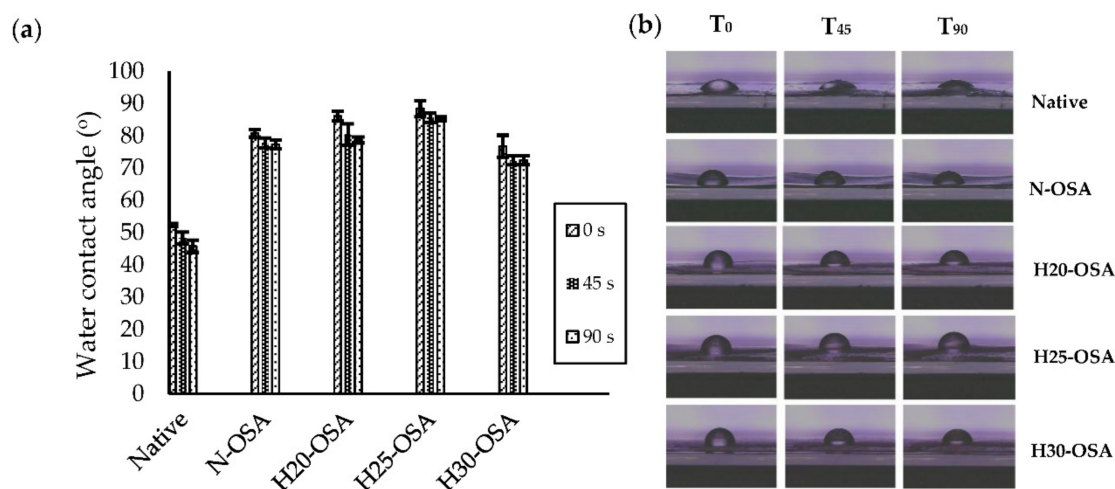 (a)
Water contact angle (°)
100
90
80
70
60
50
40
30
20
10
0
Native
N-OSA
H20-OSA
H25-OSA
H30-OSA
0 s
45 s
90 s
(b)
T0
T45
T90
Native
N-OSA
H20-OSA
H25-OSA
H30-OSA